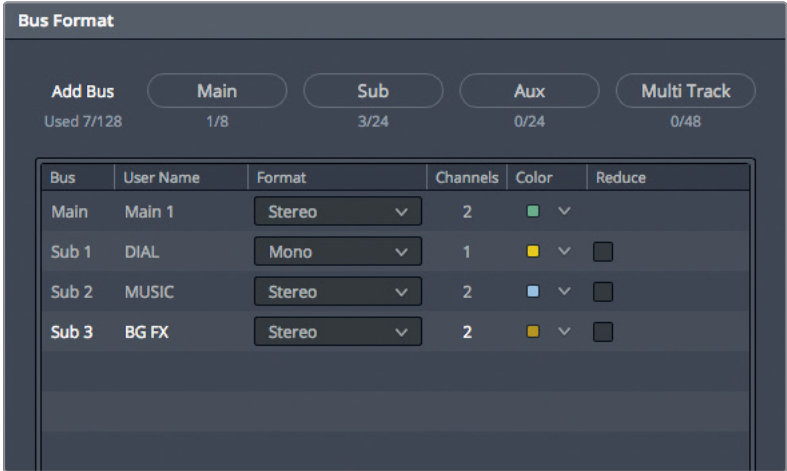 Bus Format
Add Bus Main Sub Aux Multi Track
Used 7/128 1/8 3/24 0/24 0/48
Bus User Name Format Channels Color Reduce
Main Main 1 Stereo 2
Sub 1 DIAL Mono 1
Sub 2 MUSIC Stereo 2
Sub 3 BG FX Stereo 2